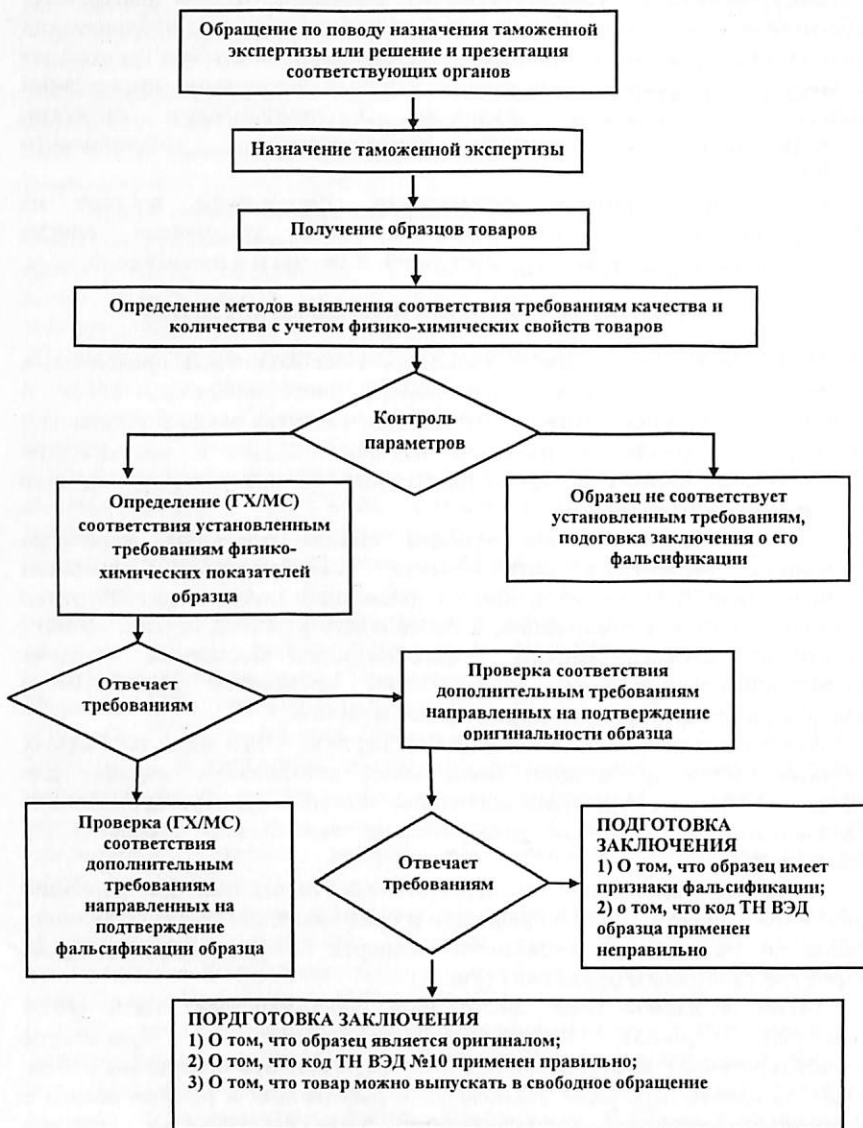 Обращение по поводу назначения таможенной
экспертизы или решение и презентация
соответствующих органов
Назначение таможенной экспертизы
Получение образцов товаров
Определение методов определения соответствия требованиям качества и
количества с учетом физико-химических свойств товаров
Контроль
параметров
Определение (ГХ/МС)
соответствия установленным
требованиям физико-
химических показателей
образца
Образец не соответствует
установленным требованиям,
подоговка заключения о его
фальсификации
Отвечает
требованиям
Проверка соответствия
дополнительным требованиям
направленных на подтверждение
оригинальности образца
Проверка (ГХ/МС)
соответствия
дополнительным
требованиям
направленных на
подтверждение
фальсификации образца
Отвечает
требованиям
ПОДГОТОВКА
ЗАКЛЮЧЕНИЯ
1) О том, что образец имеет
признаки фальсификации;
2) о том, что код ТН ВЭД
образца применен
неправильно
ПОДГОТОВКА ЗАКЛЮЧЕНИЯ
1) О том, что образец является оригиналом;
2) О том, что код ТН ВЭД №10 применен правильно;
3) О том, что товар можно выпускать в свободное обращение